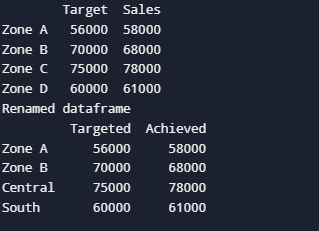 Target Sales
Zone A 56000 58000
Zone B 70000 68000
Zone C 75000 78000
Zone D 60000 61000
Renamed dataframe
Targeted Achieved
Zone A 56000 58000
Zone B 70000 68000
Central 75000 78000
South 60000 61000